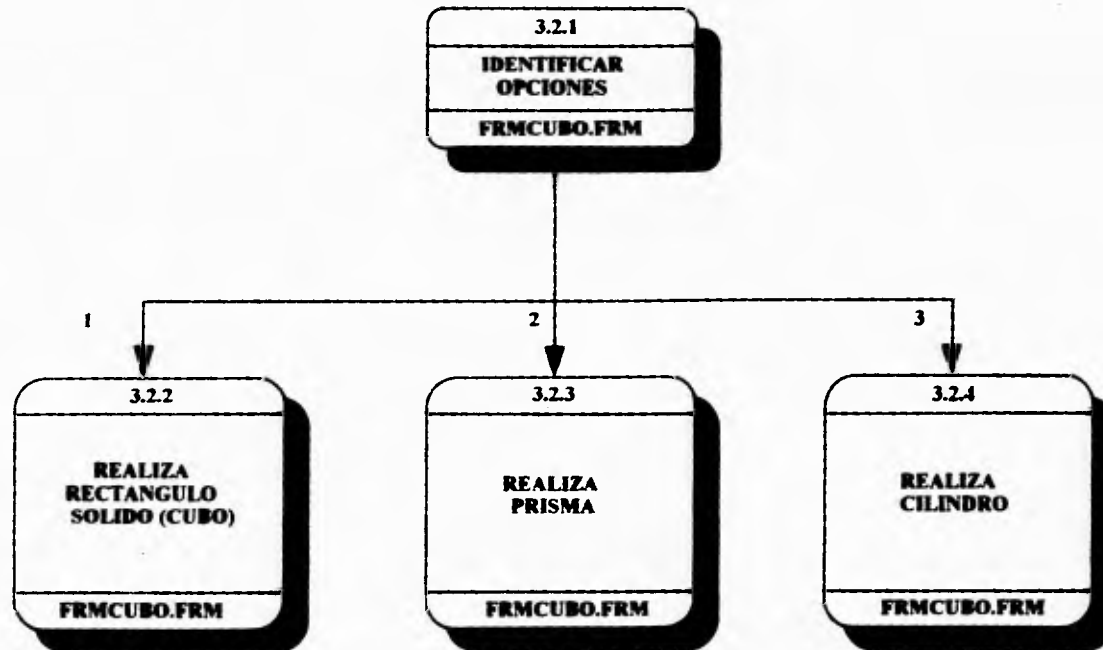 3.2.1
IDENTIFICAR
OPCIONES
FRMCUBO.FRM
1
2
3
3.2.2
REALIZA
RECTANGULO
SOLIDO (CUBO)
FRMCUBO.FRM
3.2.3
REALIZA
PRISMA
FRMCUBO.FRM
3.2.4
REALIZA
CILINDRO
FRMCUBO.FRM